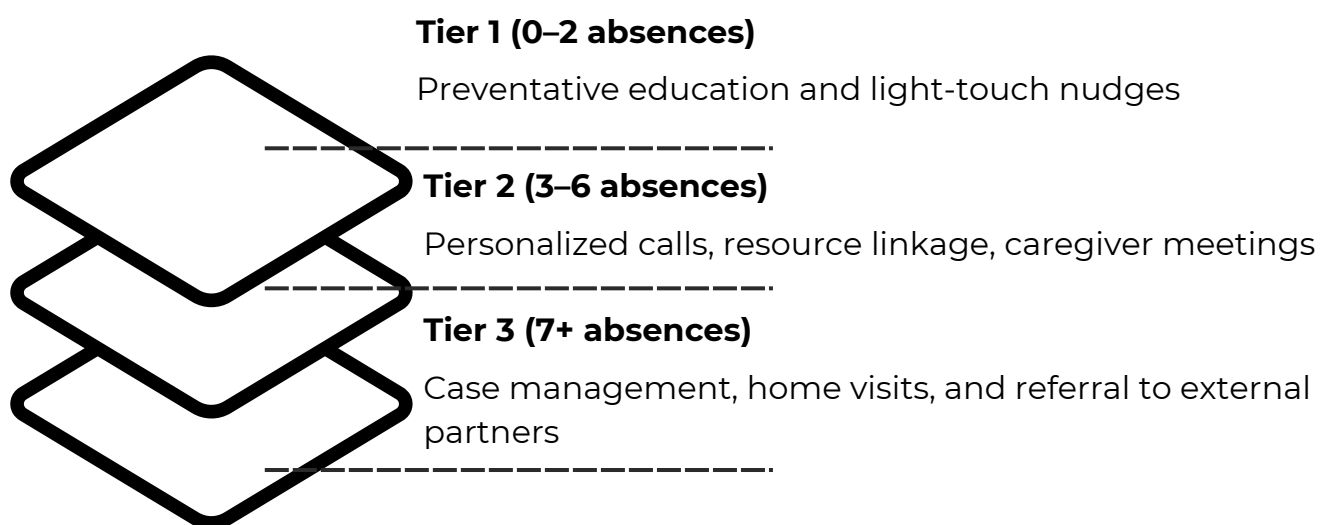 Tier 1 (0–2 absences)
Preventative education and light-touch nudges
Tier 2 (3–6 absences)
Personalized calls, resource linkage, caregiver meetings
Tier 3 (7+ absences)
Case management, home visits, and referral to external
partners